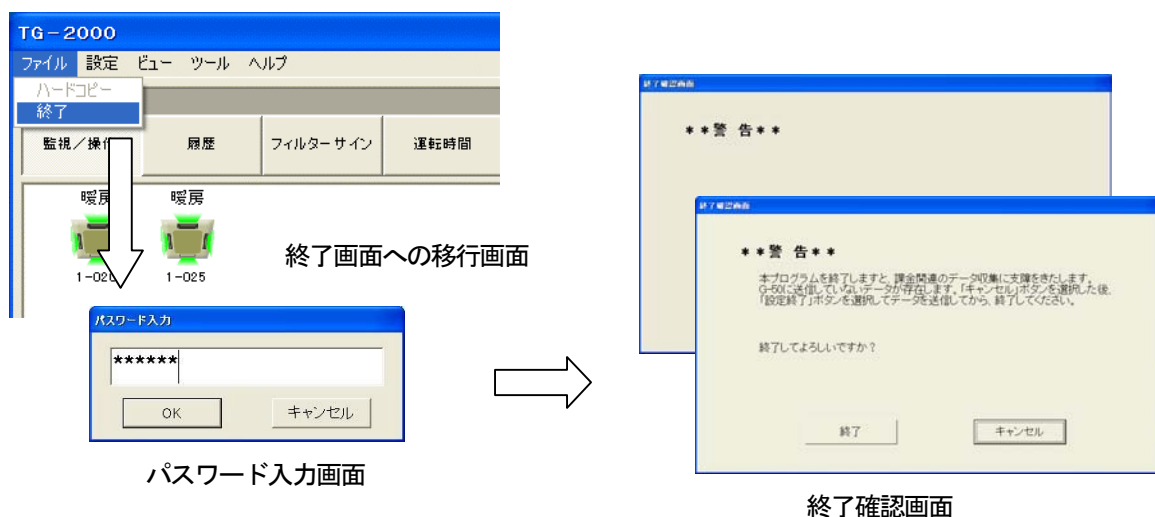 TG-2000
ファイル 設定 ビュー ツール ヘルプ
ハードコピー
終了
監視/操作 履歴 フィルターサイン 運転時間
暖房 暖房
1-026 1-025
終了画面への移行画面
パスワード入力
******
OK キャンセル
パスワード入力画面
終了確認画面
**警 告**
終了確認画面
**警 告**
本プログラムを終了しますと、課金関連のデータ収集に支障をきたします。
G-50に送信していないデータが存在します。「キャンセル」ボタンを選択した後、
「設定終了」ボタンを選択してデータを送信してから、終了してください。
終了してよろしいですか?
終了 キャンセル
終了確認画面